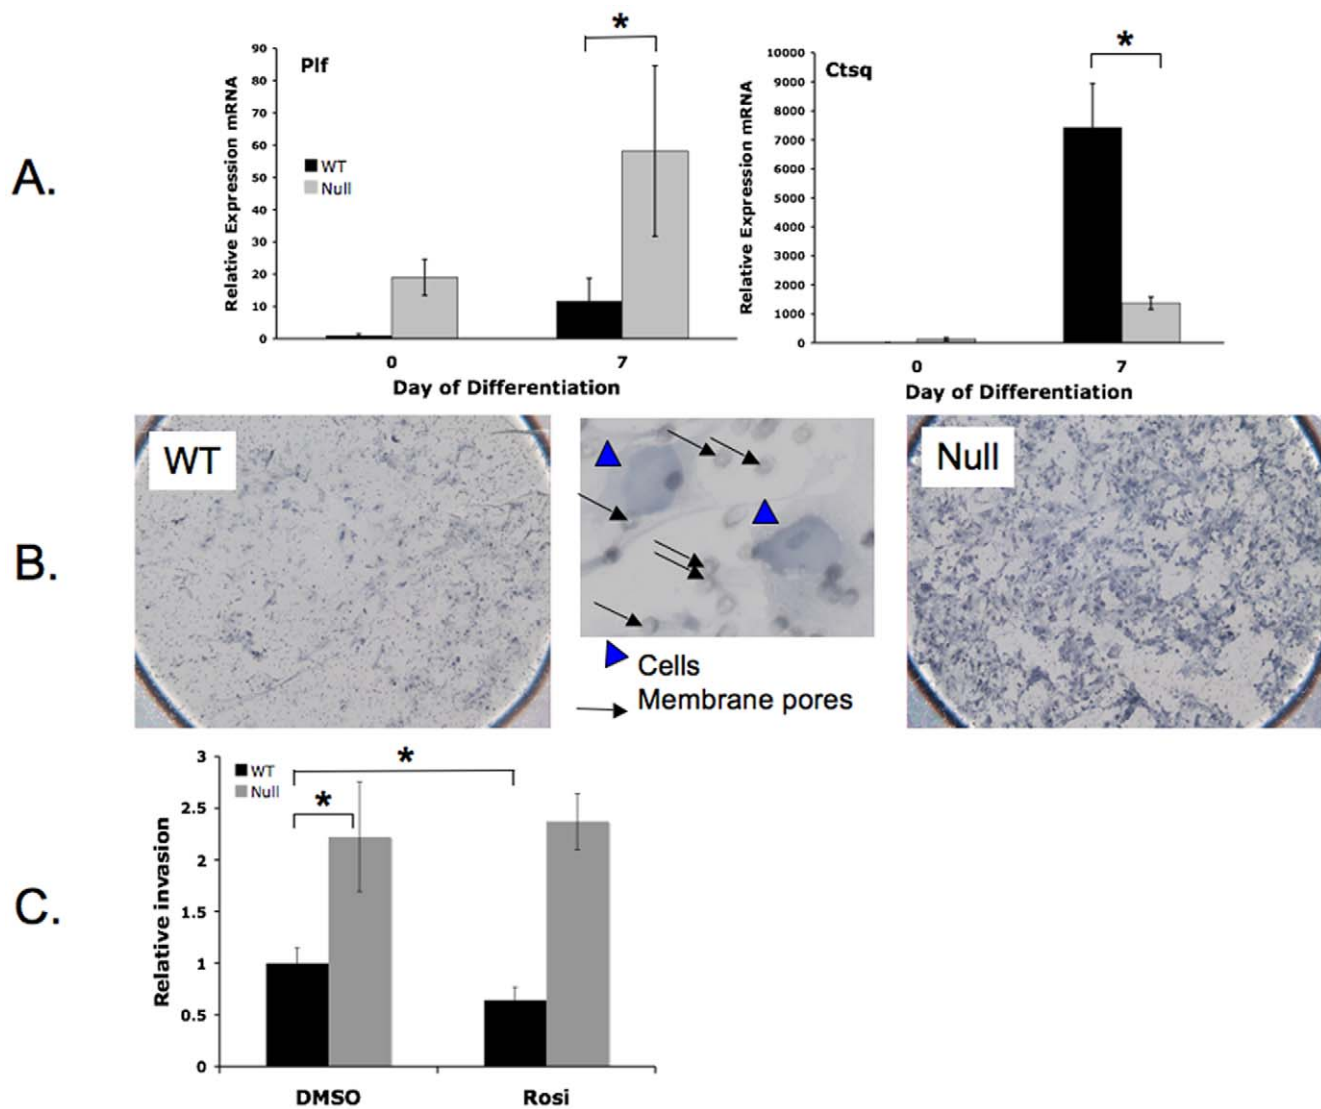 A.
Plf
*
Relative Expression mRNA
90
80
70
60
50
40
30
20
10
0
WT
Null
0
7
Day of Differentiation
Ctsq
*
Relative Expression mRNA
10000
9000
8000
7000
6000
5000
4000
3000
2000
1000
0
0
7
Day of Differentiation
B.
WT
Null
Cells
Membrane pores
C.
Relative invasion
3
2.5
2
1.5
1
0.5
0
WT
Null
*
*
DMSO
Rosi